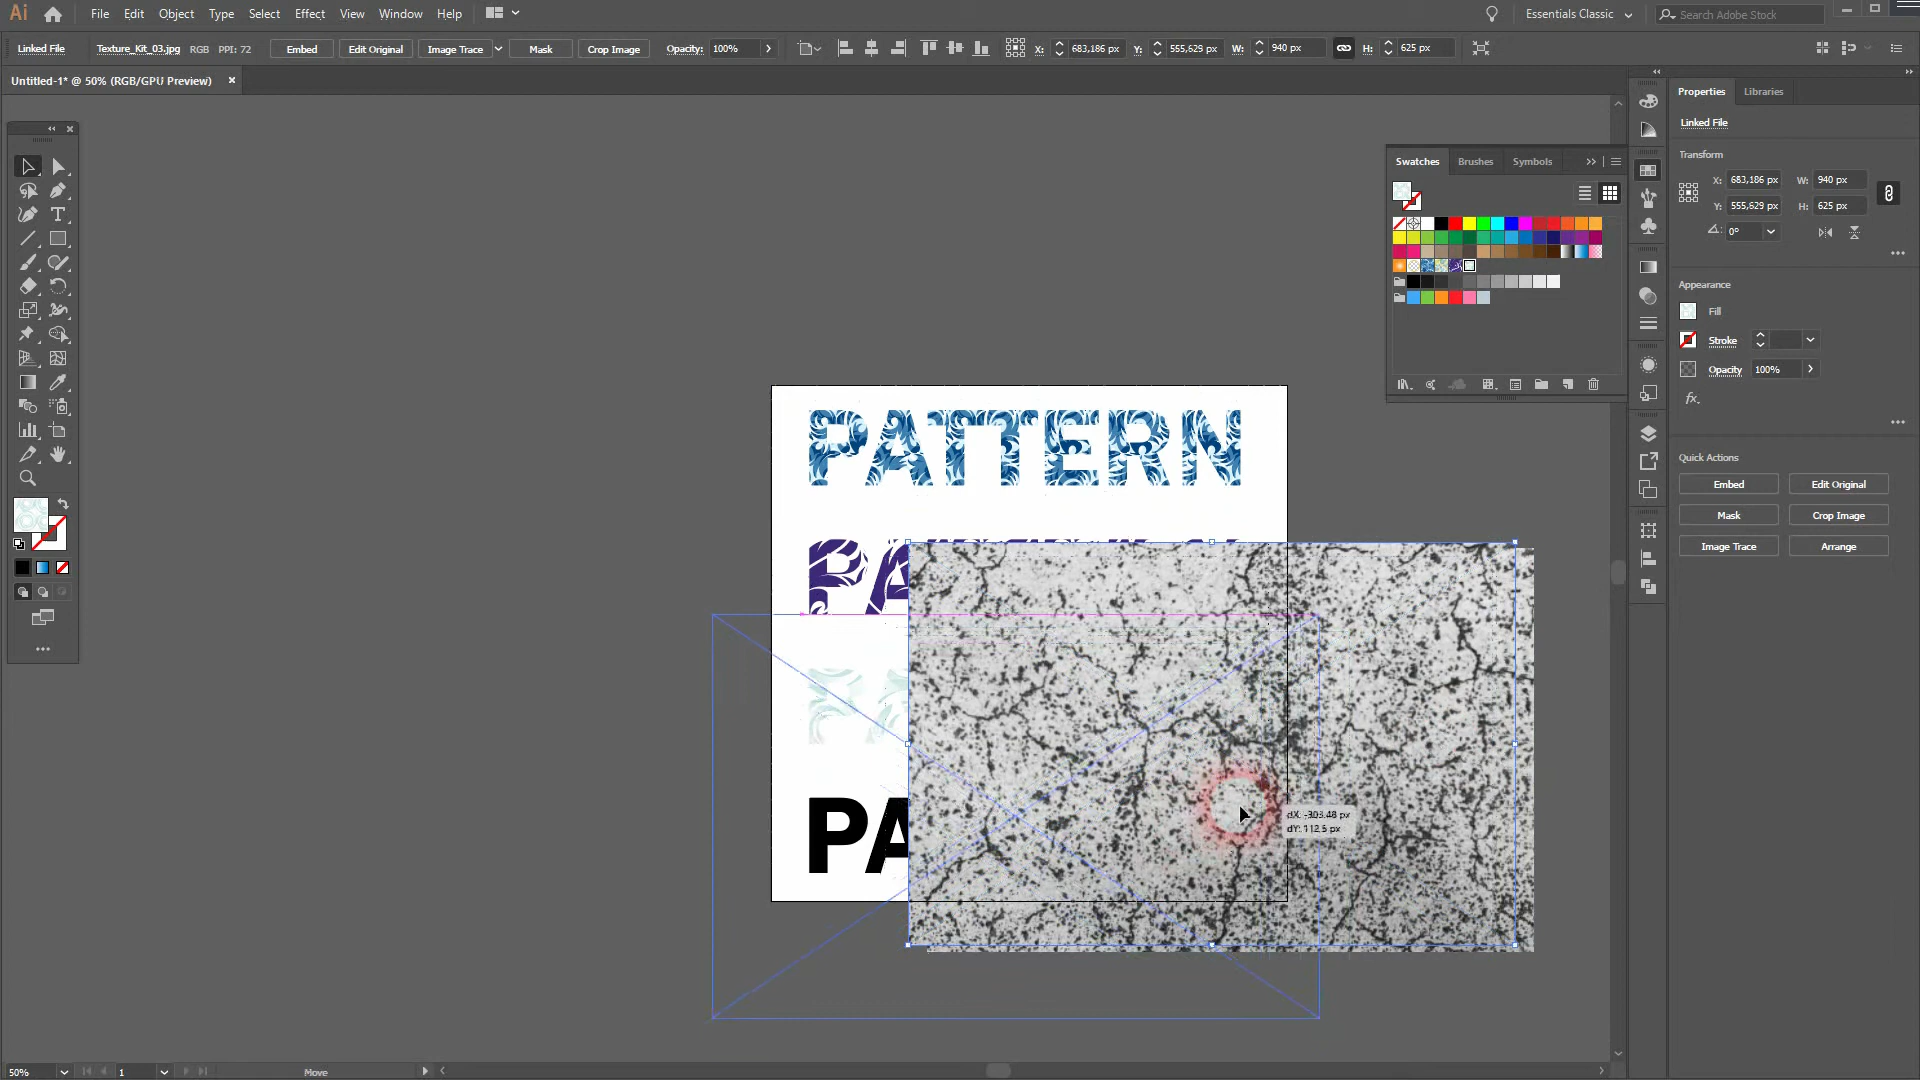 Ai File Edit Object Type Select Effect View Window Help Essentials Classic Search Adobe Stock
Linked File Texture_Kit_03.jpg RGB PPI: 72 Embed Edit Original Image Trace Mask Crop Image Opacity: 100% X: 683,186 px Y: 555,629 px W: 940 px H: 625 px
Untitled-1* @ 50% (RGB/GPU Preview)
Properties Libraries
Linked File
Transform
X: 683,186 px W: 940 px
Y: 555,629 px H: 625 px
0°
Appearance
Fill
Stroke
Opacity 100%
fx.
Quick Actions
Embed Edit Original
Mask Crop Image
Image Trace Arrange
Swatches Brushes Symbols
PATTERN
PA
PA
PA
dX: -303.48 px
dY: 112.5 px
50% 1 Move